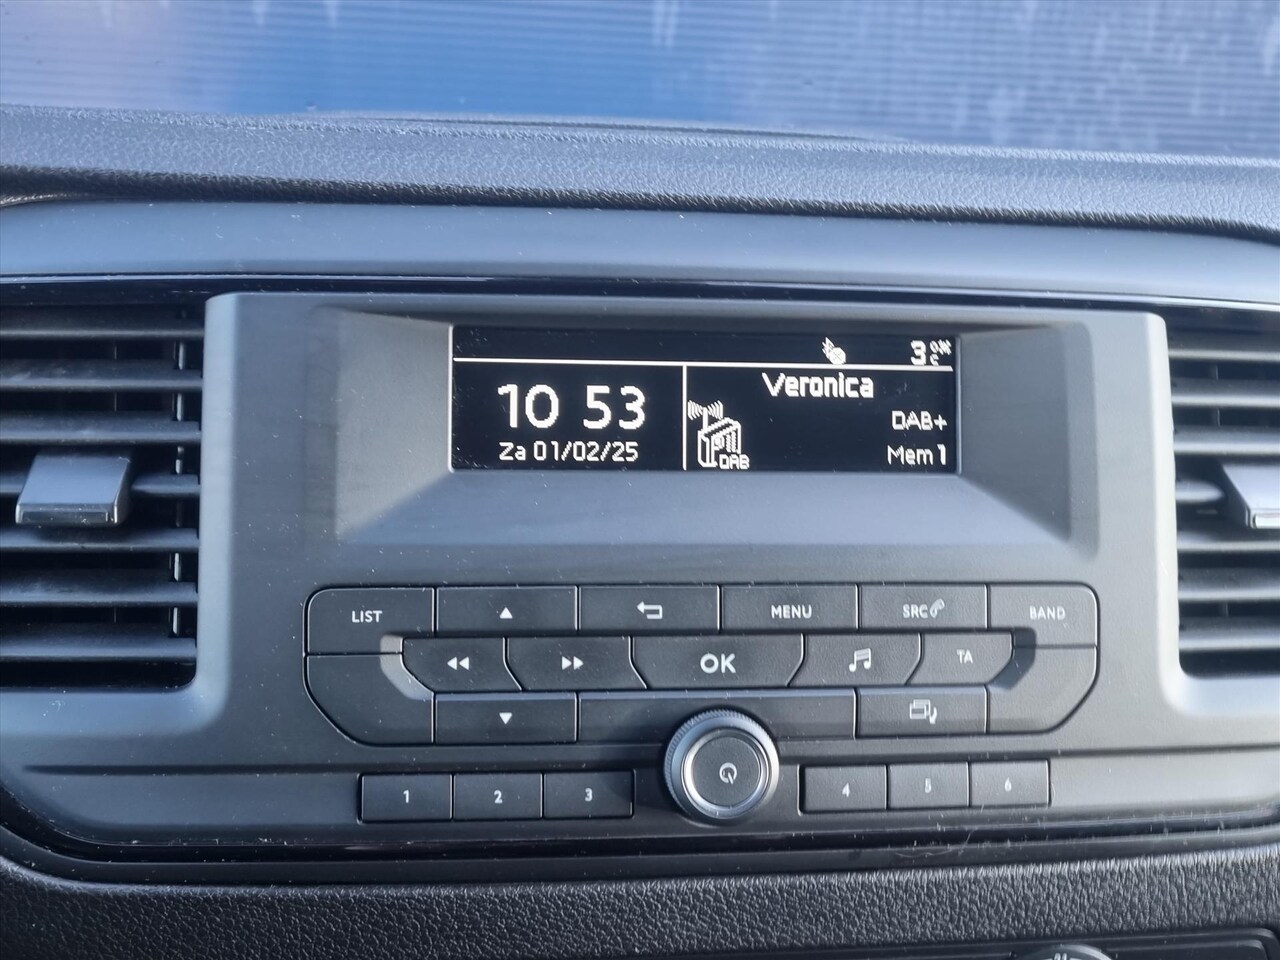 3 °C
10 53
Za 01/02/25
Veronica
DAB+
Mem 1
DAB
LIST
MENU
SRC
BAND
OK
TA
1
2
3
4
5
6